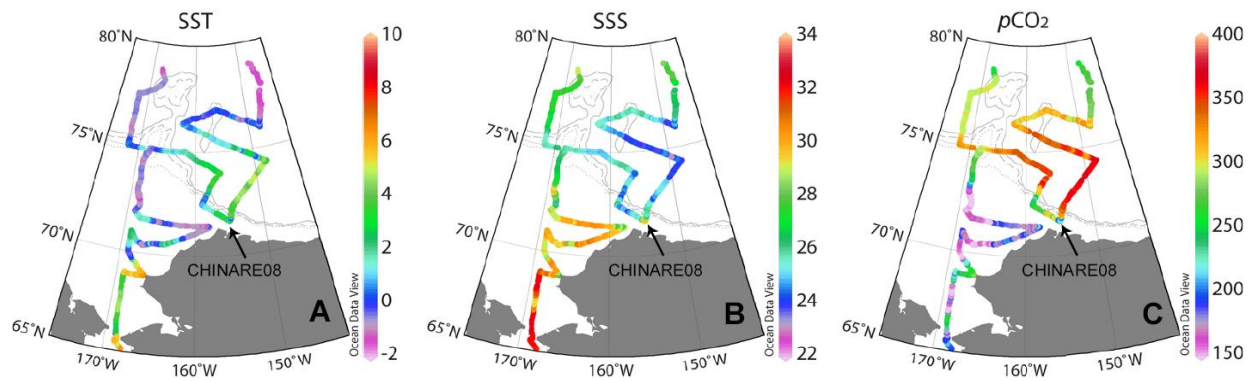 SST
80°N
75°N
70°N
65°N
170°W
160°W
150°W
CHINARE08
A
10
8
6
4
2
0
-2
Ocean Data View
SSS
80°N
75°N
70°N
65°N
170°W
160°W
150°W
CHINARE08
B
34
32
30
28
26
24
22
Ocean Data View
pCO₂
80°N
75°N
70°N
65°N
170°W
160°W
150°W
CHINARE08
C
400
350
300
250
200
150
Ocean Data View